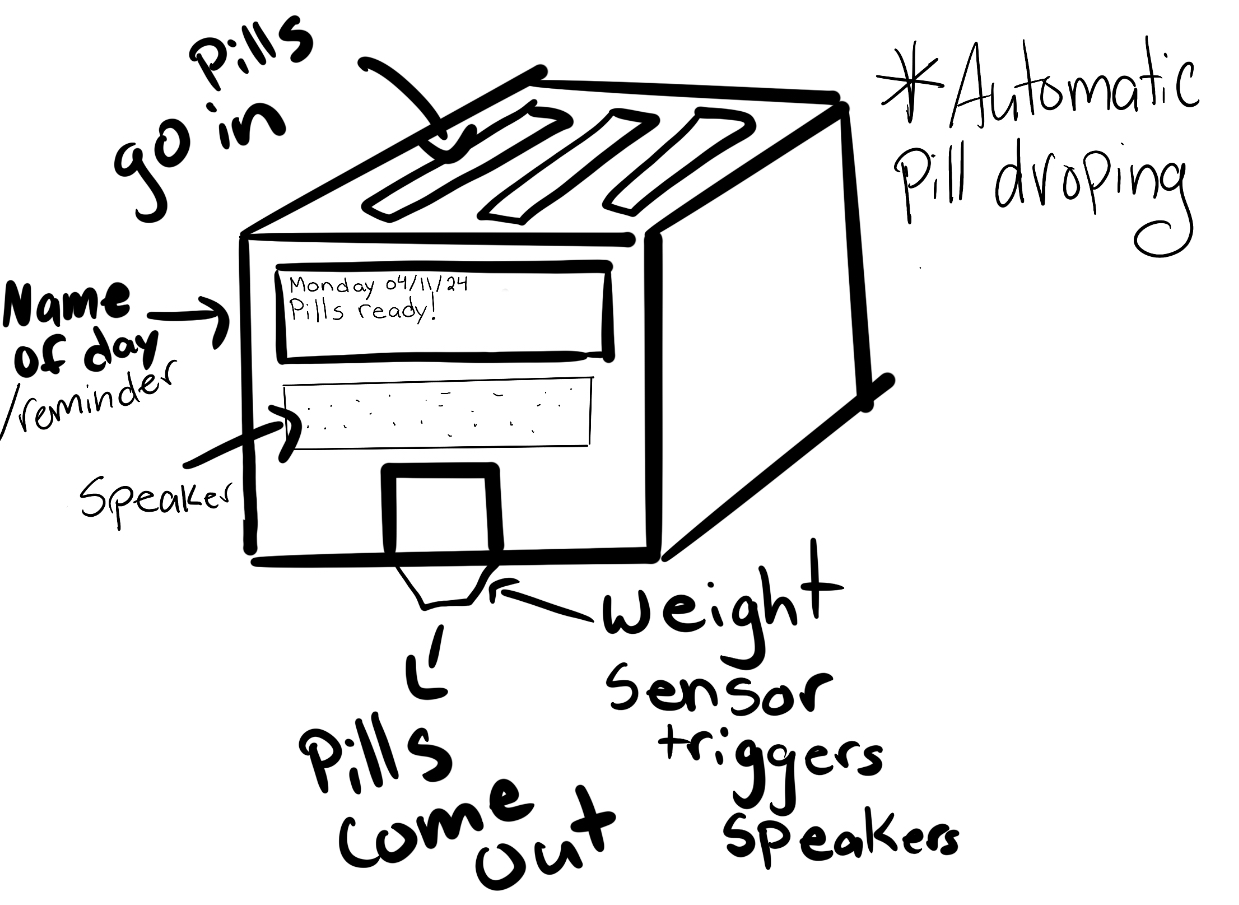 Pills
go in
*Automatic
pill droping
Name
of day
/reminder
Monday 04/11/24
Pills ready!
Speaker
Weight
sensor
triggers
speakers
Pills
come
out